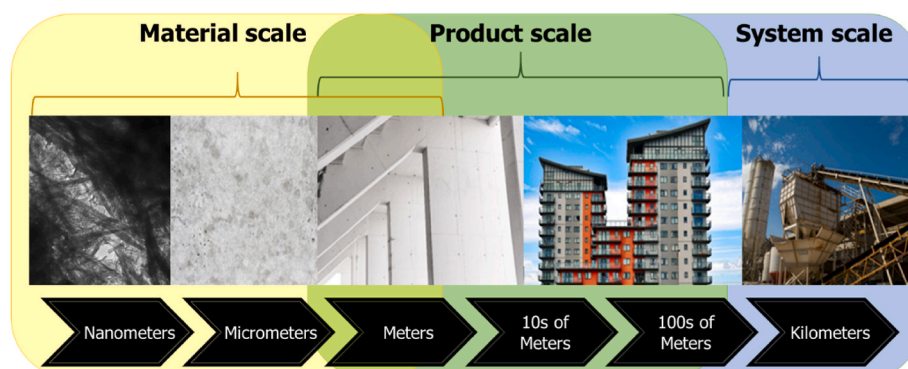 Material scale
Product scale
System scale
Nanometers
Micrometers
Meters
10s of
Meters
100s of
Meters
Kilometers